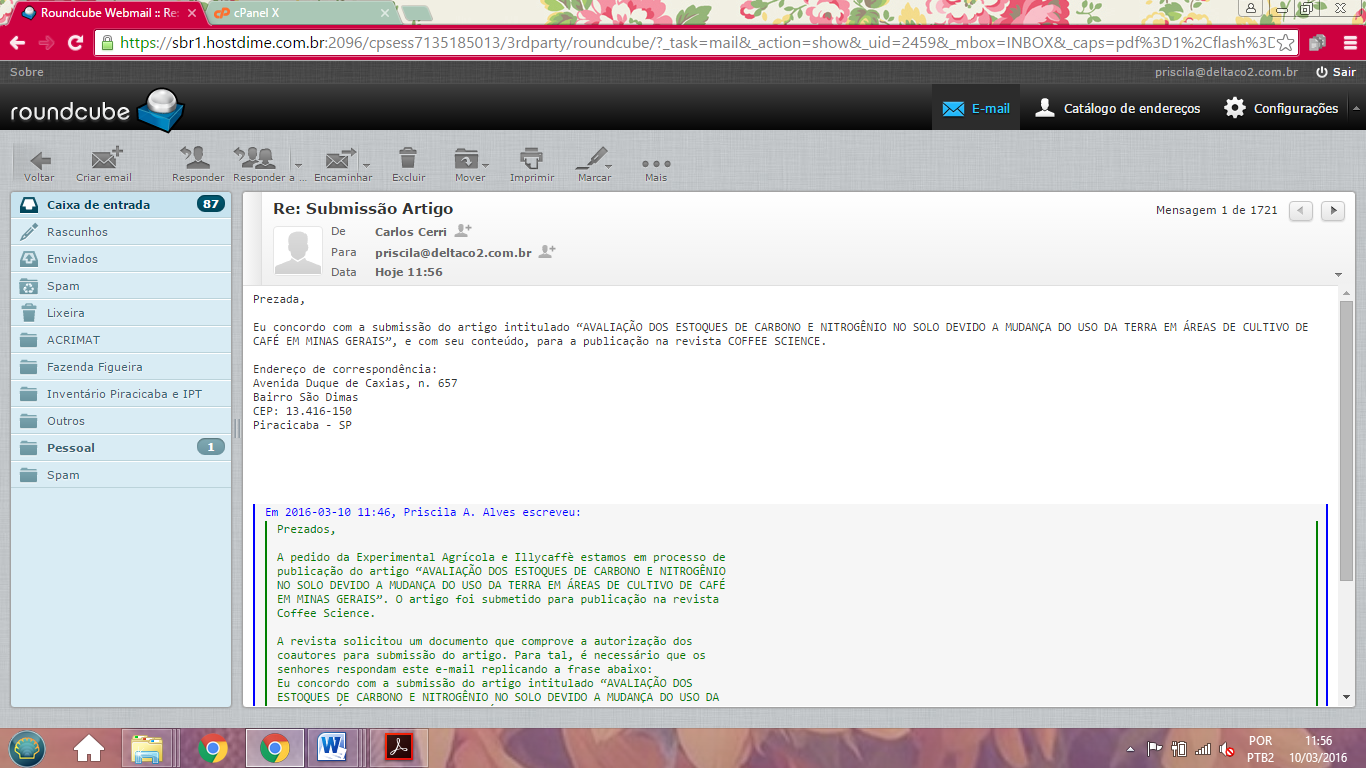 Roundcube Webmail :: Re:
cPanel X
https://sbr1.hostdime.com.br:2096/cpsess7135185013/3rdparty/roundcube/?_task=mail&_action=show&_uid=2459&_mbox=INBOX&_caps=pdf%3D1%2Cflash%3D
Sobre
priscila@deltaco2.com.br
Sair
roundcube
E-mail
Catálogo de endereços
Configurações
Voltar
Criar email
Responder
Responder a ...
Encaminhar
Excluir
Mover
Imprimir
Marcar
Mais
Caixa de entrada 87
Rascunhos
Enviados
Spam
Lixeira
ACRIMAT
Fazenda Figueira
Inventário Piracicaba e IPT
Outros
Pessoal 1
Spam
Re: Submissão Artigo
Mensagem 1 de 1721
De Carlos Cerri
Para priscila@deltaco2.com.br
Data Hoje 11:56
Prezada,
Eu concordo com a submissão do artigo intitulado “AVALIAÇÃO DOS ESTOQUES DE CARBONO E NITROGÊNIO NO SOLO DEVIDO A MUDANÇA DO USO DA TERRA EM ÁREAS DE CULTIVO DE
CAFÉ EM MINAS GERAIS”, e com seu conteúdo, para a publicação na revista COFFEE SCIENCE.
Endereço de correspondência:
Avenida Duque de Caxias, n. 657
Bairro São Dimas
CEP: 13.416-150
Piracicaba - SP
Em 2016-03-10 11:46, Priscila A. Alves escreveu:
Prezados,
A pedido da Experimental Agrícola e Illycaffè estamos em processo de
publicação do artigo “AVALIAÇÃO DOS ESTOQUES DE CARBONO E NITROGÊNIO
NO SOLO DEVIDO A MUDANÇA DO USO DA TERRA EM ÁREAS DE CULTIVO DE CAFÉ
EM MINAS GERAIS”. O artigo foi submetido para publicação na revista
Coffee Science.
A revista solicitou um documento que comprove a autorização dos
coautores para submissão do artigo. Para tal, é necessário que os
senhores respondam este e-mail replicando a frase abaixo:
Eu concordo com a submissão do artigo intitulado “AVALIAÇÃO DOS
ESTOQUES DE CARBONO E NITROGÊNIO NO SOLO DEVIDO A MUDANÇA DO USO DA
POR
PTB2
11:56
10/03/2016